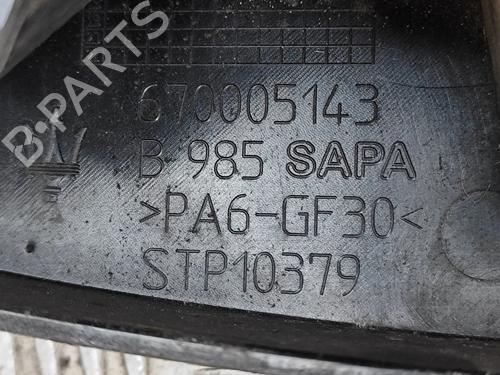 B-PARTS
670005143
B 985 SAPA
>PA6-GF30<
STP10379